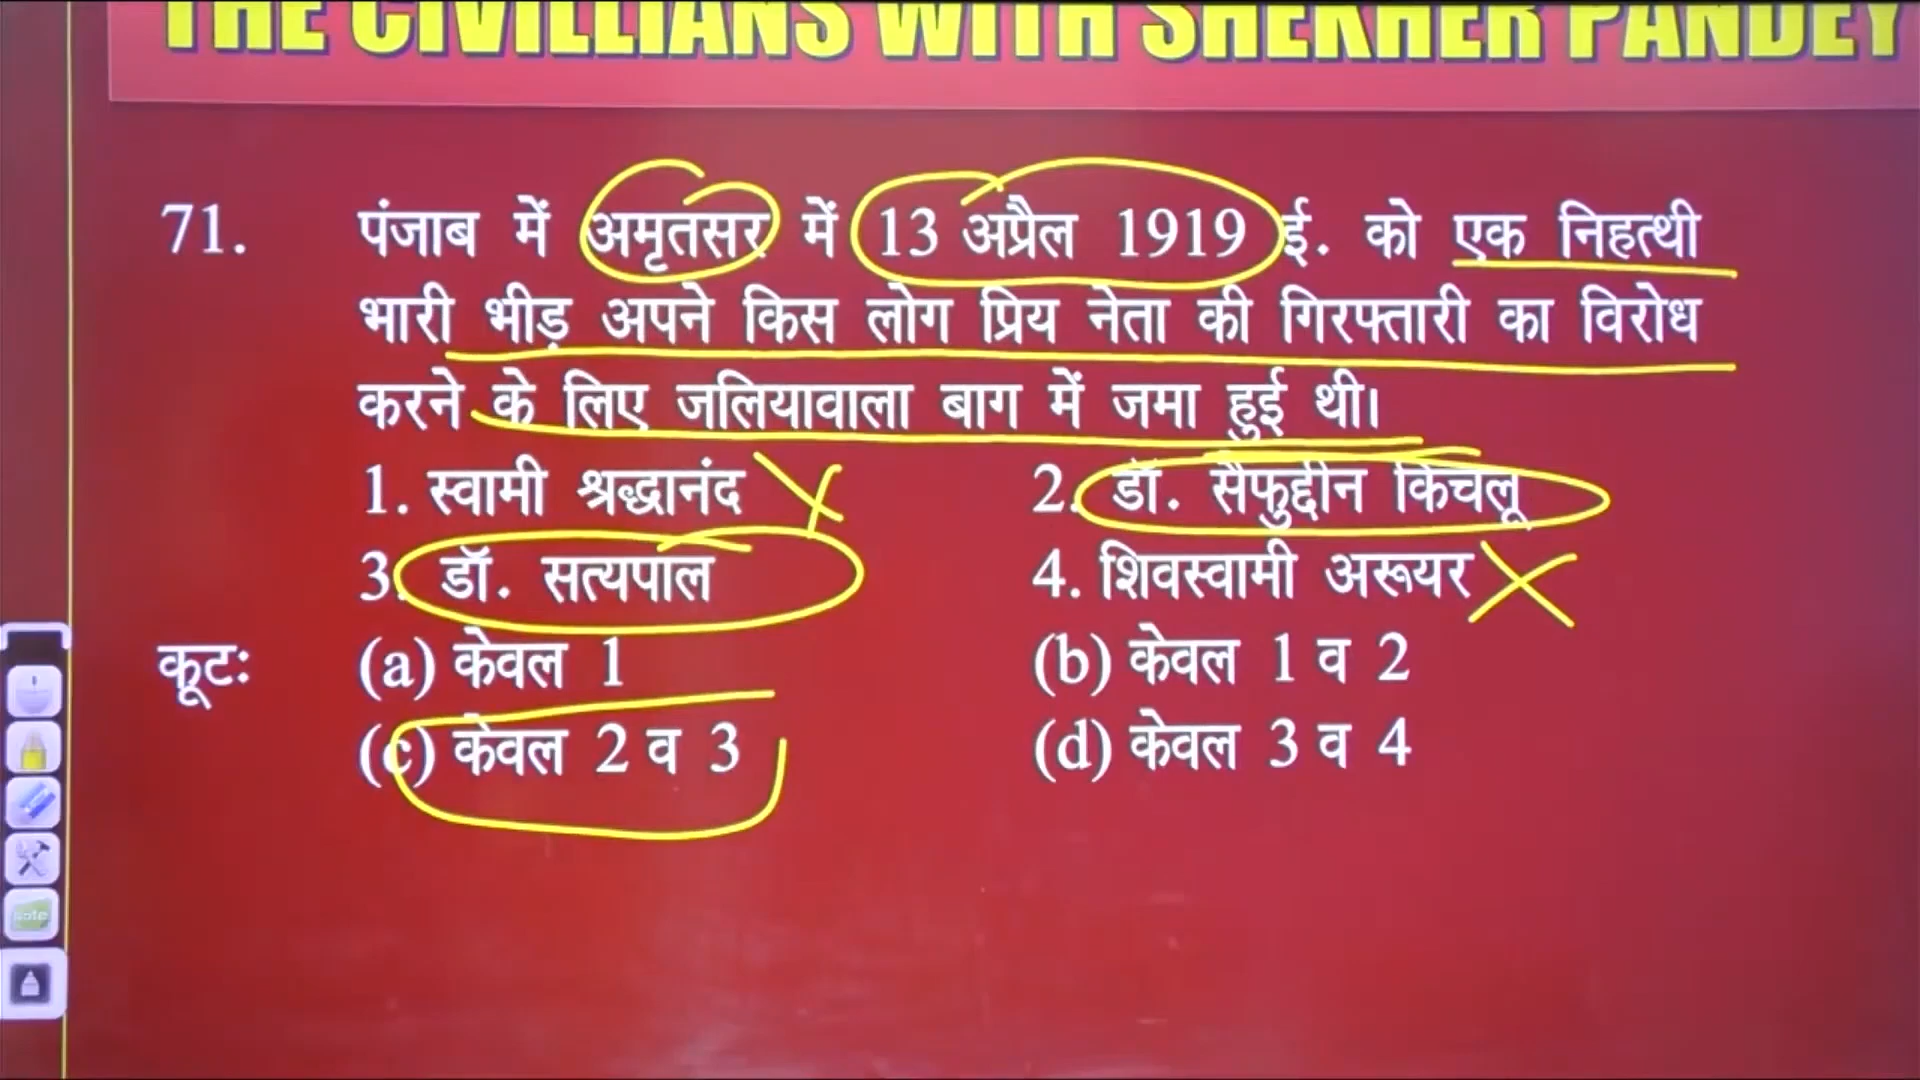 THE CIVILLIANS WITH SHEKHER PANDEY
71. पंजाब में अमृतसर में 13 अप्रैल 1919 ई. को एक निहत्थी
भारी भीड़ अपने किस लोग प्रिय नेता की गिरफ्तारी का विरोध
करने के लिए जलियावाला बाग में जमा हुई थी।
1. स्वामी श्रद्धानंद 2. डॉ. सैफुद्दीन किचलू
3. डॉ. सत्यपाल 4. शिवस्वामी अरूयर
कूटः (a) केवल 1 (b) केवल 1 व 2
(c) केवल 2 व 3 (d) केवल 3 व 4
note